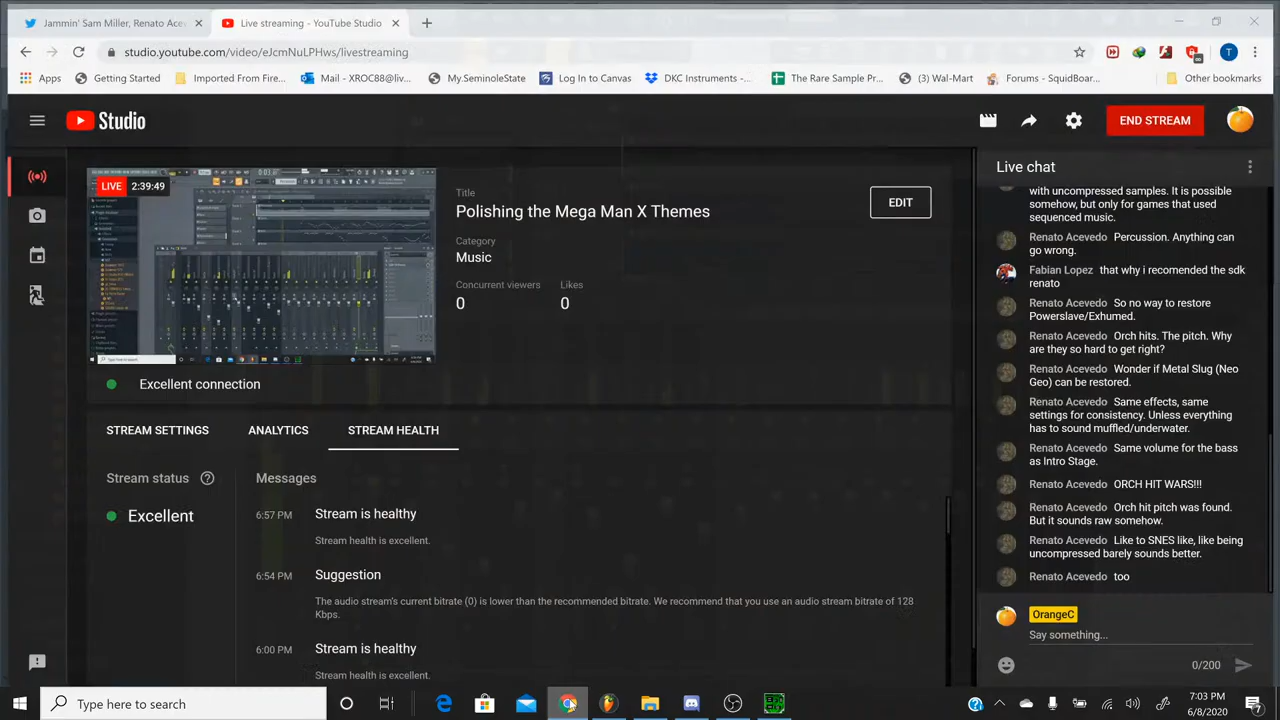 Jammin' Sam Miller, Renato Ace
Live streaming - YouTube Studio
studio.youtube.com/video/eJcmNuLPHws/livestreaming
Apps
Getting Started
Imported From Fire...
Mail - XROC88@liv...
My.SeminoleState
Log In to Canvas
DKC Instruments -...
The Rare Sample Pr...
(3) Wal-Mart
Forums - SquidBoar...
Other bookmarks
T
Studio
END STREAM
LIVE 2:39:49
Title
Polishing the Mega Man X Themes
EDIT
Category
Music
Concurrent viewers
Likes
0
0
Excellent connection
STREAM SETTINGS
ANALYTICS
STREAM HEALTH
Stream status
Excellent
Messages
6:57 PM
Stream is healthy
Stream health is excellent.
6:54 PM
Suggestion
The audio stream's current bitrate (0) is lower than the recommended bitrate. We recommend that you use an audio stream bitrate of 128
Kbps.
6:00 PM
Stream is healthy
Stream health is excellent.
Live chat
with uncompressed samples. It is possible
somehow, but only for games that used
sequenced music.
Renato Acevedo Percussion. Anything can
go wrong.
Fabian Lopez that why i recomended the sdk
renato
Renato Acevedo So no way to restore
Powerslave/Exhumed.
Renato Acevedo Orch hits. The pitch. Why
are they so hard to get right?
Renato Acevedo Wonder if Metal Slug (Neo
Geo) can be restored.
Renato Acevedo Same effects, same
settings for consistency. Unless everything
has to sound muffled/underwater.
Renato Acevedo Same volume for the bass
as Intro Stage.
Renato Acevedo ORCH HIT WARS!!!
Renato Acevedo Orch hit pitch was found.
But it sounds raw somehow.
Renato Acevedo Like to SNES like, like being
uncompressed barely sounds better.
Renato Acevedo too
OrangeC
Say something...
0/200
Type here to search
7:03 PM
6/8/2020
7